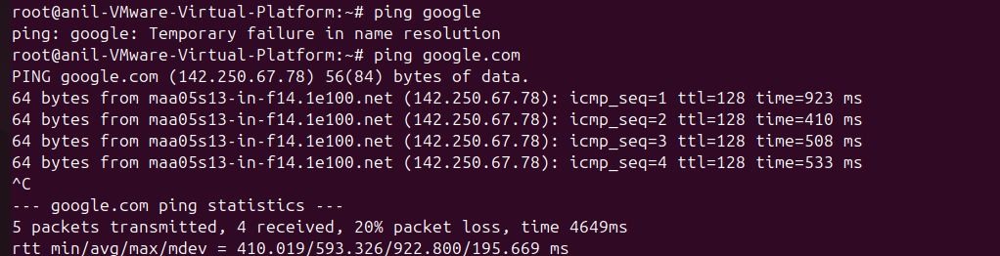 root@anil-VMware-Virtual-Platform:~# ping google
ping: google: Temporary failure in name resolution
root@anil-VMware-Virtual-Platform:~# ping google.com
PING google.com (142.250.67.78) 56(84) bytes of data.
64 bytes from maa05s13-in-f14.1e100.net (142.250.67.78): icmp_seq=1 ttl=128 time=923 ms
64 bytes from maa05s13-in-f14.1e100.net (142.250.67.78): icmp_seq=2 ttl=128 time=410 ms
64 bytes from maa05s13-in-f14.1e100.net (142.250.67.78): icmp_seq=3 ttl=128 time=508 ms
64 bytes from maa05s13-in-f14.1e100.net (142.250.67.78): icmp_seq=4 ttl=128 time=533 ms
^C
--- google.com ping statistics ---
5 packets transmitted, 4 received, 20% packet loss, time 4649ms
rtt min/avg/max/mdev = 410.019/593.326/922.800/195.669 ms